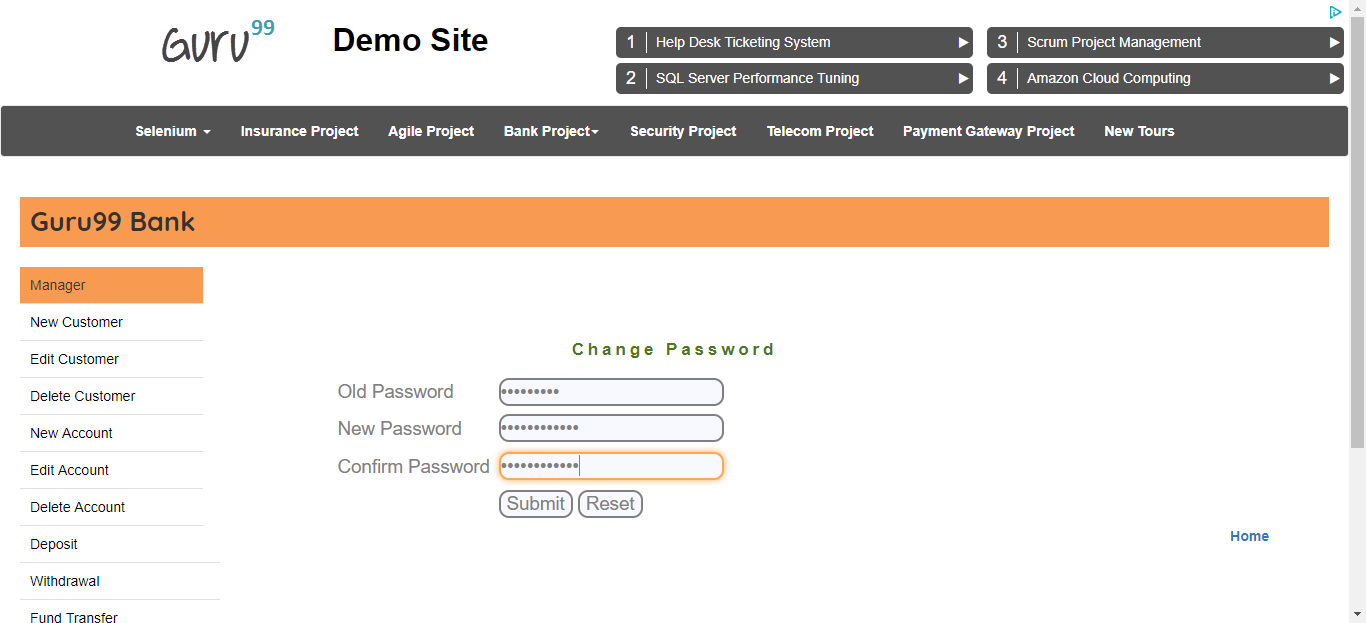 Guru99
Demo Site
1 Help Desk Ticketing System
2 SQL Server Performance Tuning
3 Scrum Project Management
4 Amazon Cloud Computing
Selenium Insurance Project Agile Project Bank Project Security Project Telecom Project Payment Gateway Project New Tours
Guru99 Bank
Manager
New Customer
Edit Customer
Delete Customer
New Account
Edit Account
Delete Account
Deposit
Withdrawal
Fund Transfer
Change Password
Old Password •••••••••
New Password ••••••••••••
Confirm Password ••••••••••••
Submit Reset
Home